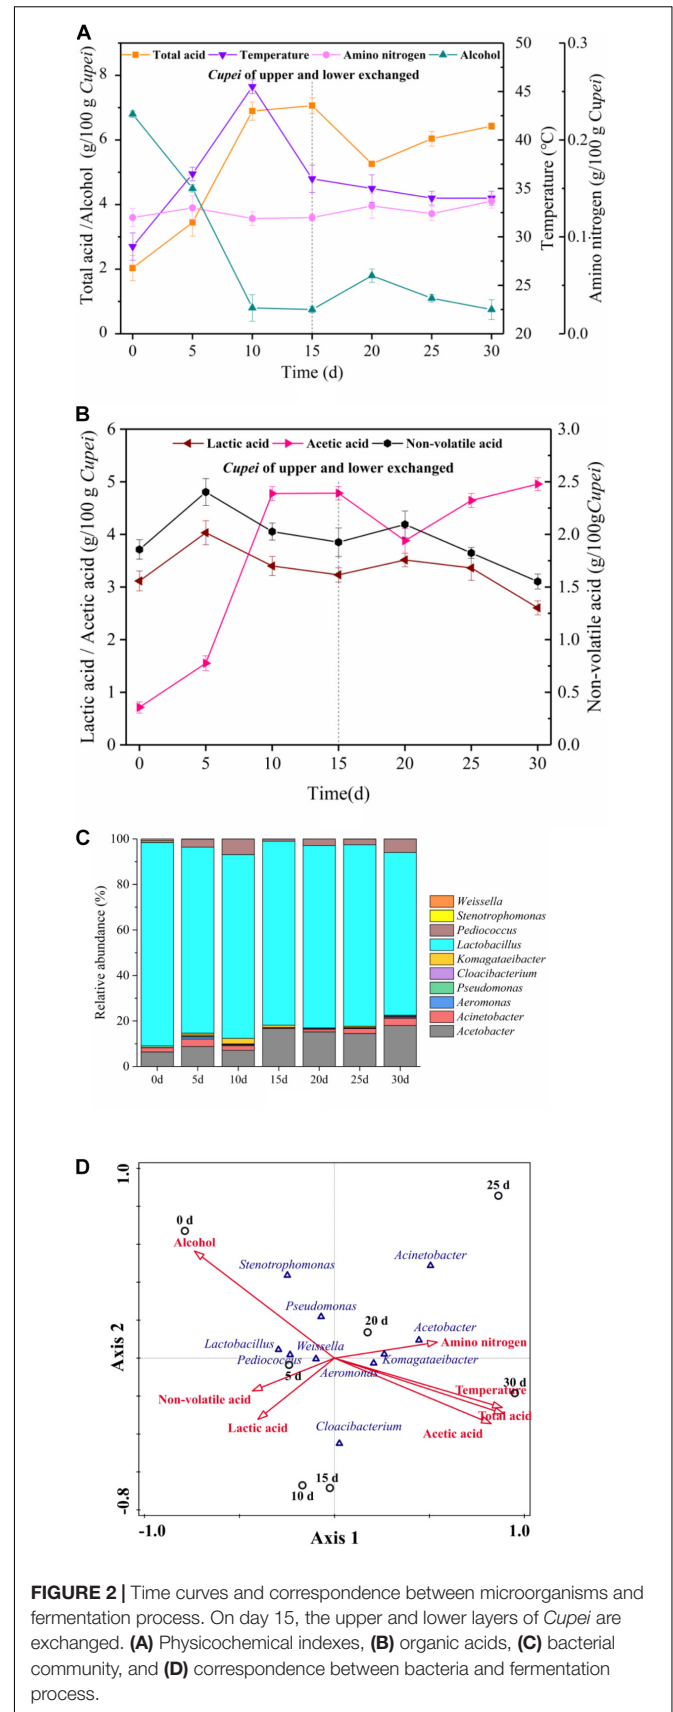 A
Total acid Temperature Amino nitrogen Alcohol
Cupei of upper and lower exchanged
Total acid /Alcohol (g/100 g Cupei)
8
6
4
2
0
50
45
40
35
30
25
20
Temperature (°C)
0.3
0.2
0.1
0.0
Amino nitrogen (g/100 g Cupei)
0 5 10 15 20 25 30
Time (d)
B
Lactic acid Acetic acid Non-volatile acid
Cupei of upper and lower exchanged
Lactic acid / Acetic acid (g/100 g Cupei)
6
5
4
3
2
1
0
3.0
2.5
2.0
1.5
1.0
0.5
0.0
Non-volatile acid (g/100gCupei)
0 5 10 15 20 25 30
Time(d)
C
Relative abundance (%)
100
80
60
40
20
0
0d 5d 10d 15d 20d 25d 30d
Weissella
Stenotrophomonas
Pediococcus
Lactobacillus
Komagataeibacter
Cloacibacterium
Pseudomonas
Aeromonas
Acinetobacter
Acetobacter
D
1.0
Axis 2
-0.8
25 d
0 d
Alcohol
Acinetobacter
Stenotrophomonas
Pseudomonas
20 d
Acetobacter
Amino nitrogen
Lactobacillus
Weissella
Pediococcus
Komagataeibacter
5 d
Aeromonas
30 d
Temperature
Non-volatile acid
Total acid
Lactic acid
Cloacibacterium
Acetic acid
15 d
10 d
-1.0 1.0
Axis 1
FIGURE 2 | Time curves and correspondence between microorganisms and
fermentation process. On day 15, the upper and lower layers of Cupei are
exchanged. (A) Physicochemical indexes, (B) organic acids, (C) bacterial
community, and (D) correspondence between bacteria and fermentation
process.